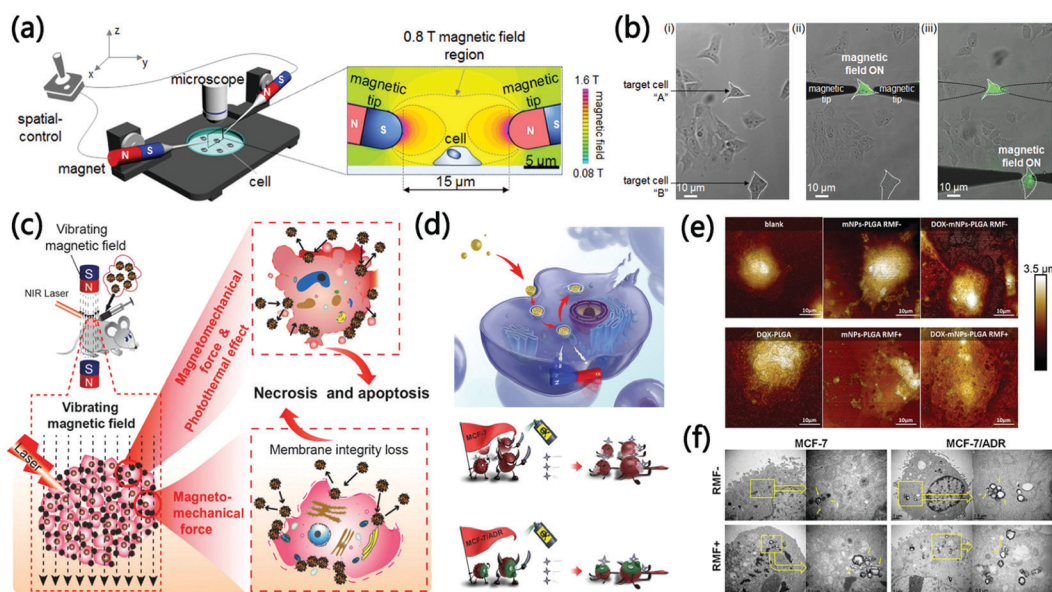 (a)
z
y
x
microscope
spatial-
control
magnet
cell
0.8 T magnetic field
region
magnetic
tip
magnetic
tip
N
S
N
S
N
S
N
S
cell
5 µm
15 µm
1.6 T
magnetic field
0.08 T
(b)
(i)
(ii)
(iii)
target cell
"A"
target cell
"B"
magnetic
field ON
magnetic
tip
magnetic
tip
magnetic
field ON
10 µm
10 µm
10 µm
(c)
Vibrating
magnetic field
S
N
NIR Laser
S
N
Vibrating
magnetic field
Laser
Magnetomechanical
force &
Photothermal effect
Magneto-
mechanical
force
Necrosis and apoptosis
Membrane integrity loss
(d)
MCF-7
MCF-7/ADR
(e)
blank
mNPs-PLGA RMF-
DOX-mNPs-PLGA RMF-
10µm
10µm
10µm
DOX-PLGA
mNPs-PLGA RMF+
DOX-mNPs-PLGA RMF+
10µm
10µm
10µm
3.5 µm
(f)
MCF-7
MCF-7/ADR
RMF-
RMF+